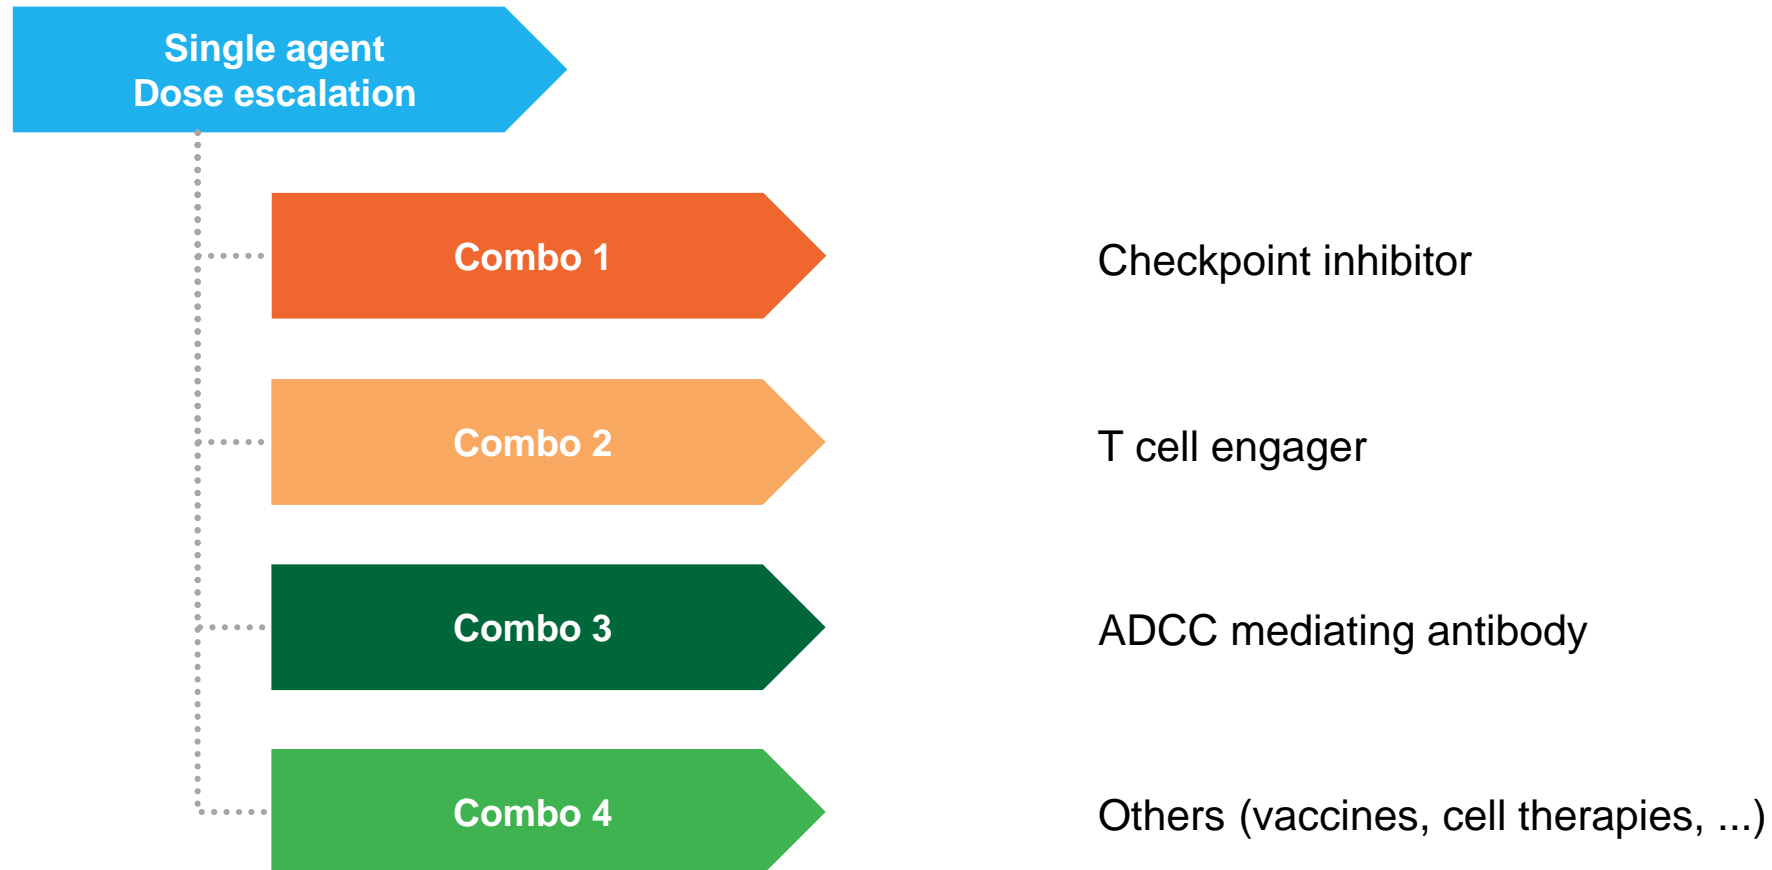 Single agent
Dose escalation
Combo 1
Checkpoint inhibitor
Combo 2
T cell engager
Combo 3
ADCC mediating antibody
Combo 4
Others (vaccines, cell therapies, ...)